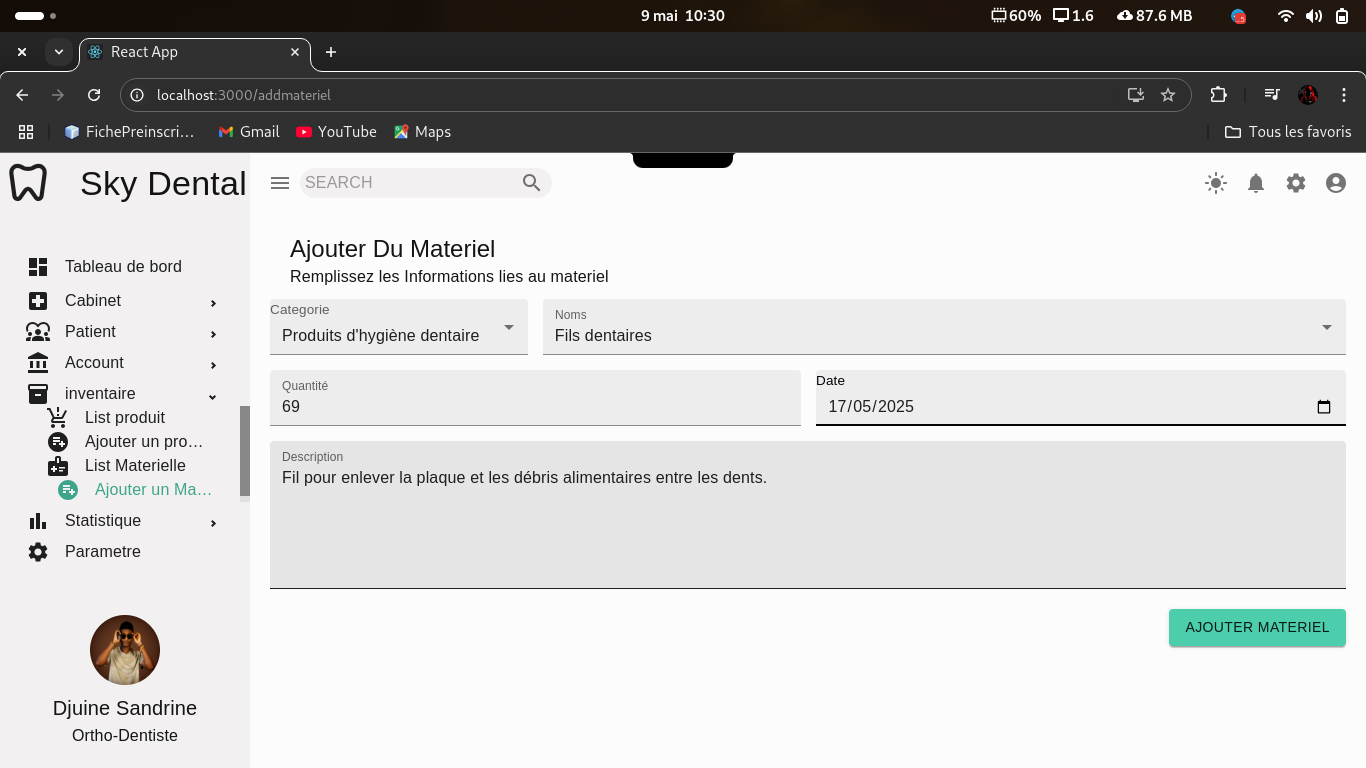 9 mai 10:30
60% 1.6 87.6 MB
React App
localhost:3000/addmateriel
FichePreinscri… Gmail YouTube Maps Tous les favoris
Sky Dental
SEARCH
Tableau de bord
Cabinet
Patient
Account
inventaire
List produit
Ajouter un pro…
List Materielle
Ajouter un Ma…
Statistique
Parametre
Djuine Sandrine
Ortho-Dentiste
Ajouter Du Materiel
Remplissez les Informations lies au materiel
Categorie
Produits d'hygiène dentaire
Noms
Fils dentaires
Quantité
69
Date
17/05/2025
Description
Fil pour enlever la plaque et les débris alimentaires entre les dents.
AJOUTER MATERIEL